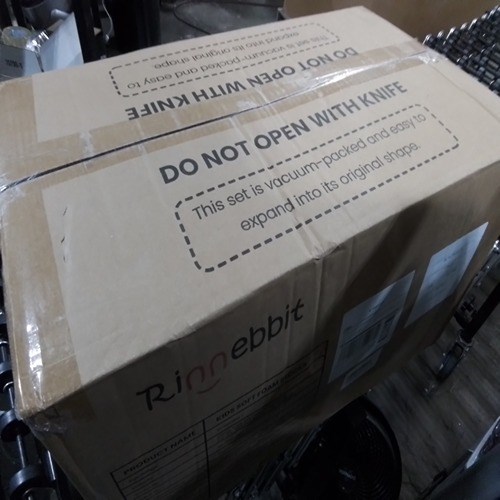 This set is vacuum-packed and easy to
expand into its original shape.
DO NOT OPEN WITH KNIFE
DO NOT OPEN WITH KNIFE
This set is vacuum-packed and easy to
expand into its original shape.
Rinnebbit
PRODUCT NAME
KIDS SOFT